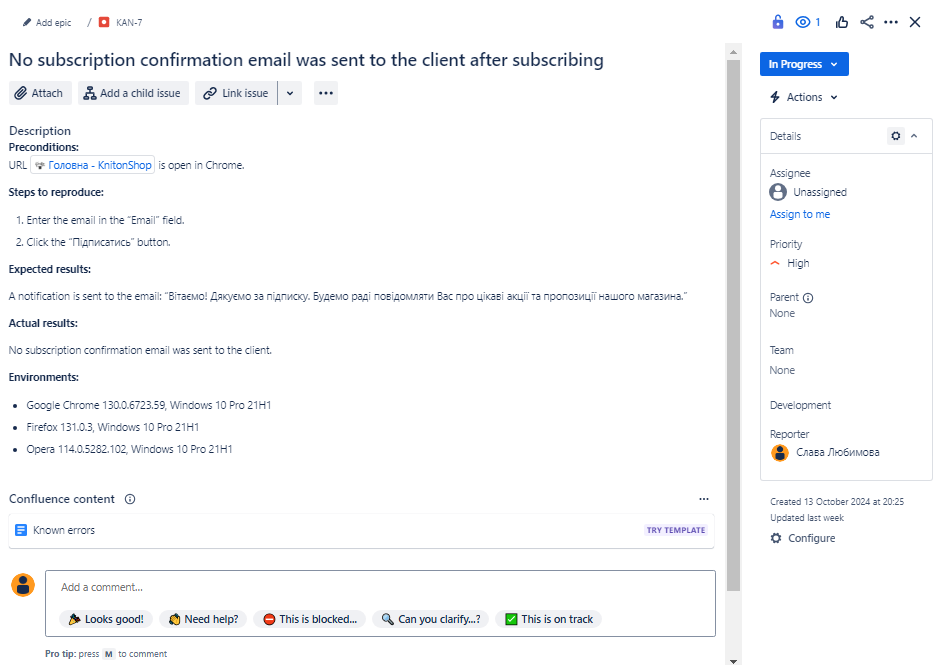 Add epic / KAN-7
1
No subscription confirmation email was sent to the client after subscribing
In Progress
Attach Add a child issue Link issue
Actions
Description
Preconditions:
URL Головна - KnitonShop is open in Chrome.
Steps to reproduce:
1. Enter the email in the “Email” field.
2. Click the “Підписатись” button.
Expected results:
A notification is sent to the email: “Вітаємо! Дякуємо за підписку. Будемо раді повідомляти Вас про цікаві акції та пропозиції нашого магазина.”
Actual results:
No subscription confirmation email was sent to the client.
Environments:
Google Chrome 130.0.6723.59, Windows 10 Pro 21H1
Firefox 131.0.3, Windows 10 Pro 21H1
Opera 114.0.5282.102, Windows 10 Pro 21H1
Confluence content
Known errors TRY TEMPLATE
Add a comment...
Looks good! Need help? This is blocked... Can you clarify...? This is on track
Pro tip: press M to comment
Details
Assignee
Unassigned
Assign to me
Priority
High
Parent
None
Team
None
Development
Reporter
Слава Любимова
Created 13 October 2024 at 20:25
Updated last week
Configure